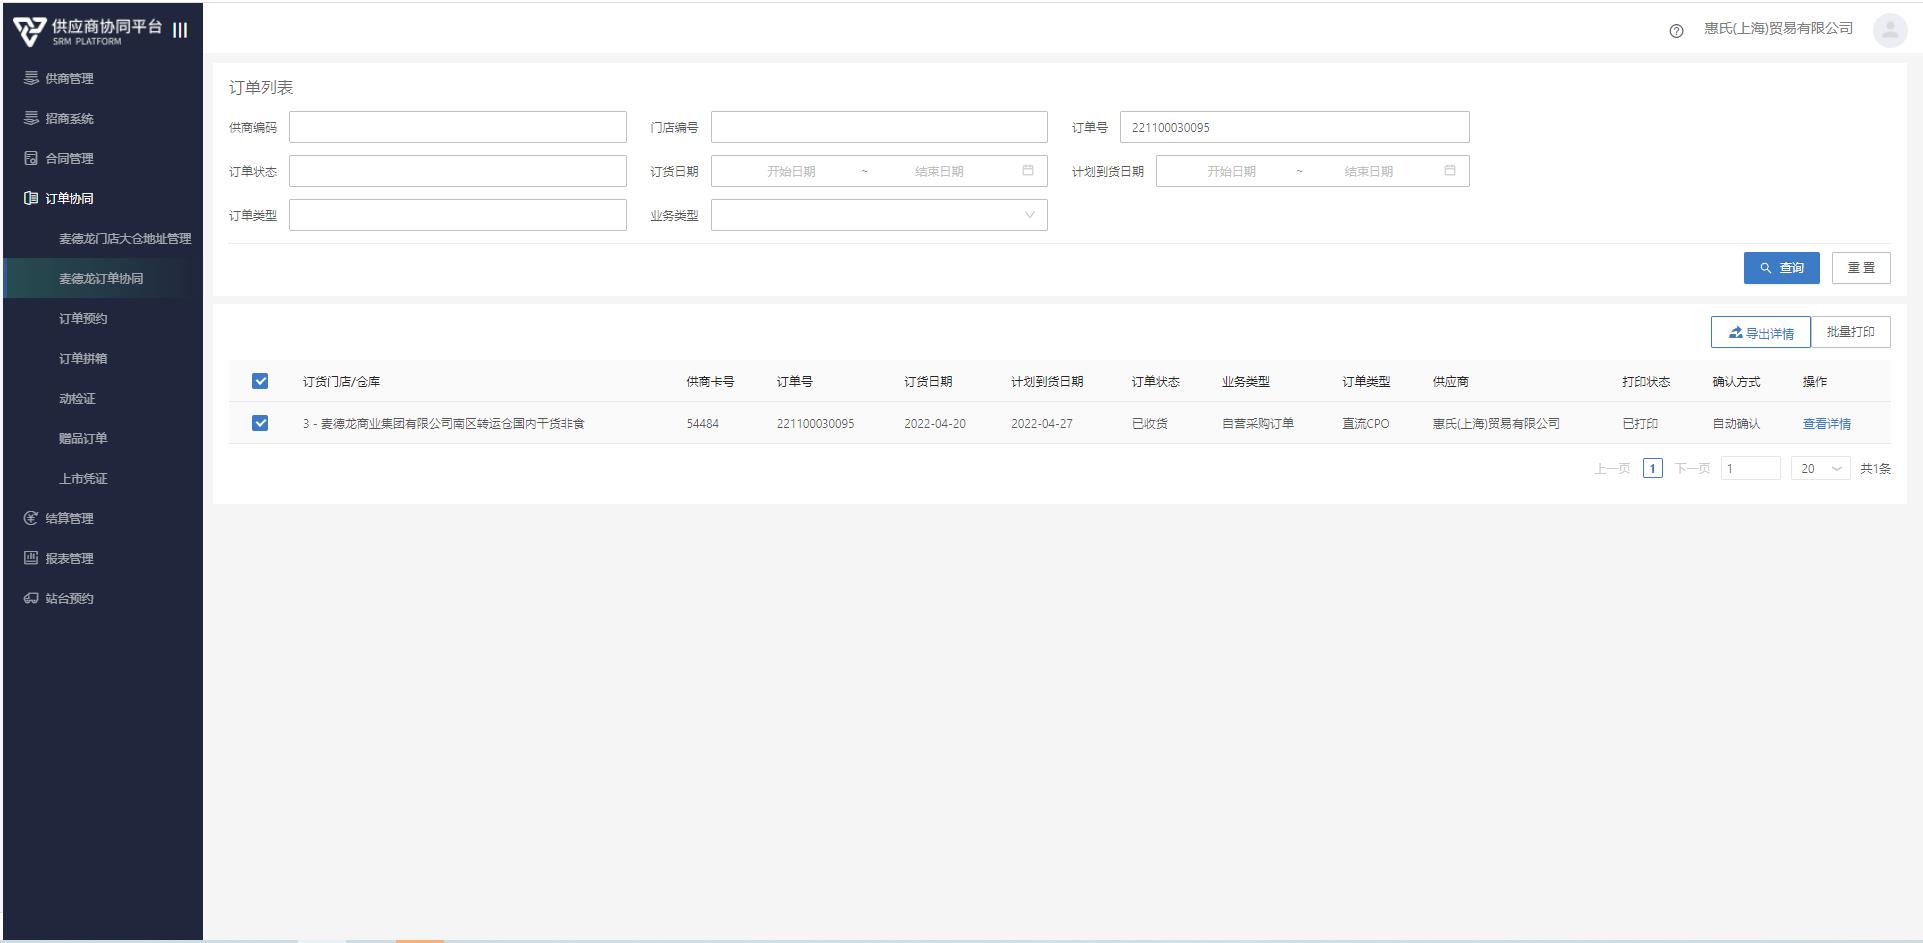 供应商协同平台
SRM PLATFORM
惠氏(上海)贸易有限公司
供商管理
招商系统
合同管理
订单协同
麦德龙门店大仓地址管理
麦德龙订单协同
订单预约
订单拼箱
动检证
赠品订单
上市凭证
结算管理
报表管理
站台预约
订单列表
供商编码 门店编号 订单号 221100030095
订单状态 订货日期 开始日期 ~ 结束日期 计划到货日期 开始日期 ~ 结束日期
订单类型 业务类型
查询 重置
导出详情 批量打印
订货门店/仓库 供商卡号 订单号 订货日期 计划到货日期 订单状态 业务类型 订单类型 供应商 打印状态 确认方式 操作
3 - 麦德龙商业集团有限公司南区转运仓国内干货非食 54484 221100030095 2022-04-20 2022-04-27 已收货 自营采购订单 直流CPO 惠氏(上海)贸易有限公司 已打印 自动确认 查看详情
上一页 1 下一页 1 20 共1条